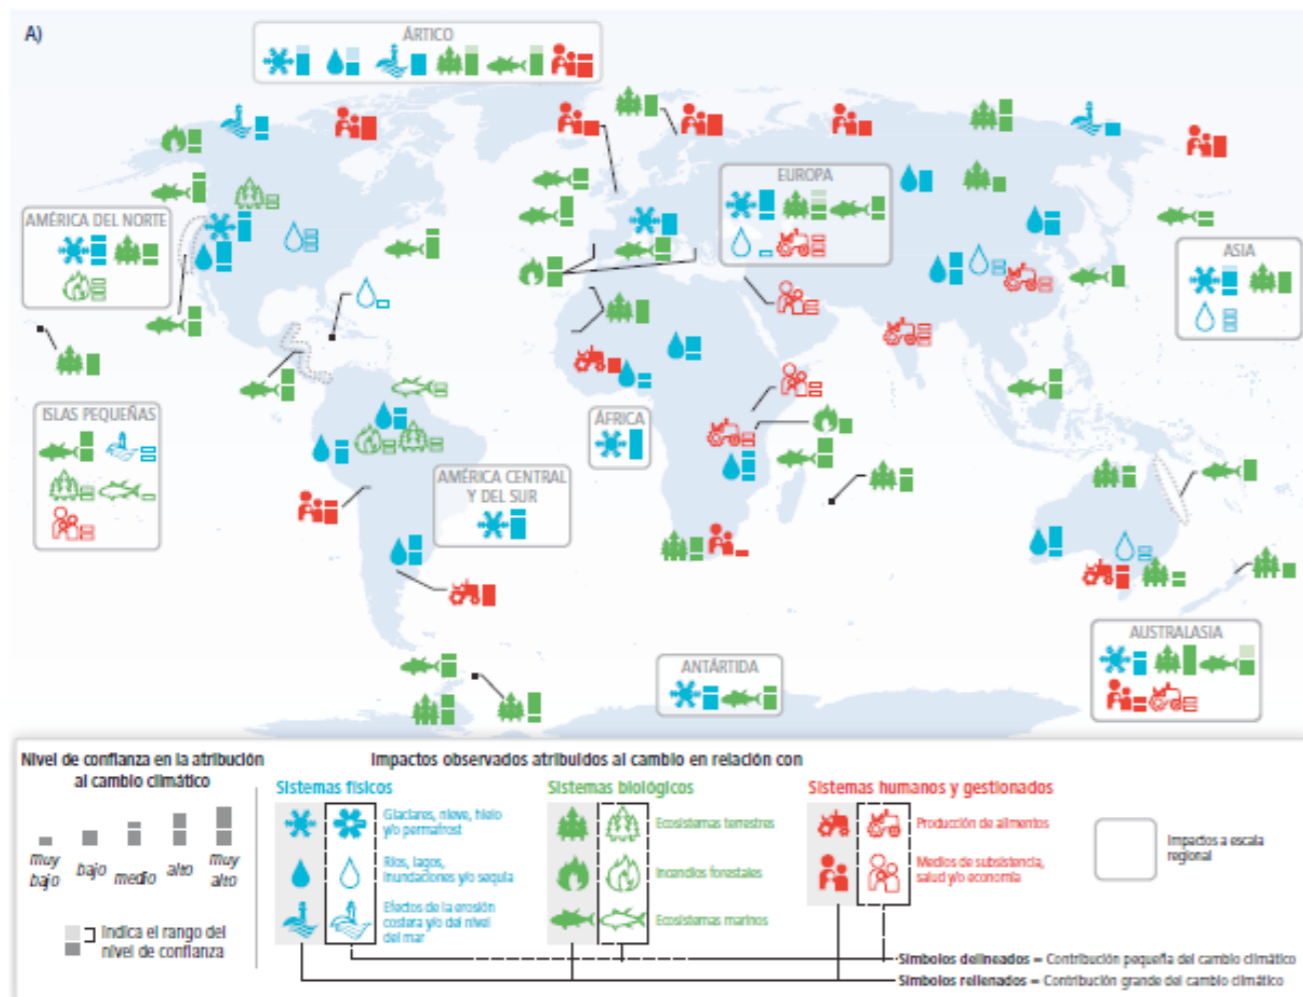 A)
ÁRTICO
EUROPA
AMÉRICA DEL NORTE
ASIA
ISLAS PEQUEÑAS
ÁFRICA
AMÉRICA CENTRAL
Y DEL SUR
AUSTRALASIA
ANTÁRTIDA
Nivel de confianza en la atribución
al cambio climático
muy
bajo
bajo
medio
alto
muy
alto
Indica el rango del
nivel de confianza
Impactos observados atribuidos al cambio en relación con
Sistemas físicos
Glaciares, nieve, hielo
y/o permafrost
Ríos, lagos,
inundaciones y/o sequía
Efectos de la erosión
costera y/o del nivel
del mar
Sistemas biológicos
Ecosistemas terrestres
Incendios forestales
Ecosistemas marinos
Sistemas humanos y gestionados
Producción de alimentos
Medios de subsistencia,
salud y/o economía
Impactos a escala
regional
Símbolos delineados = Contribución pequeña del cambio climático
Símbolos rellenados = Contribución grande del cambio climático